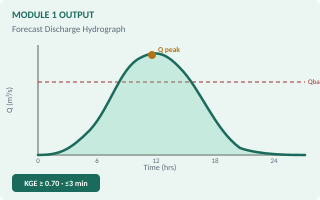 MODULE 1 OUTPUT
Forecast Discharge Hydrograph
Q peak
Qba
Q (m³/s)
0 6 12 18 24
Time (hrs)
KGE ≥ 0.70 · ≤3 min